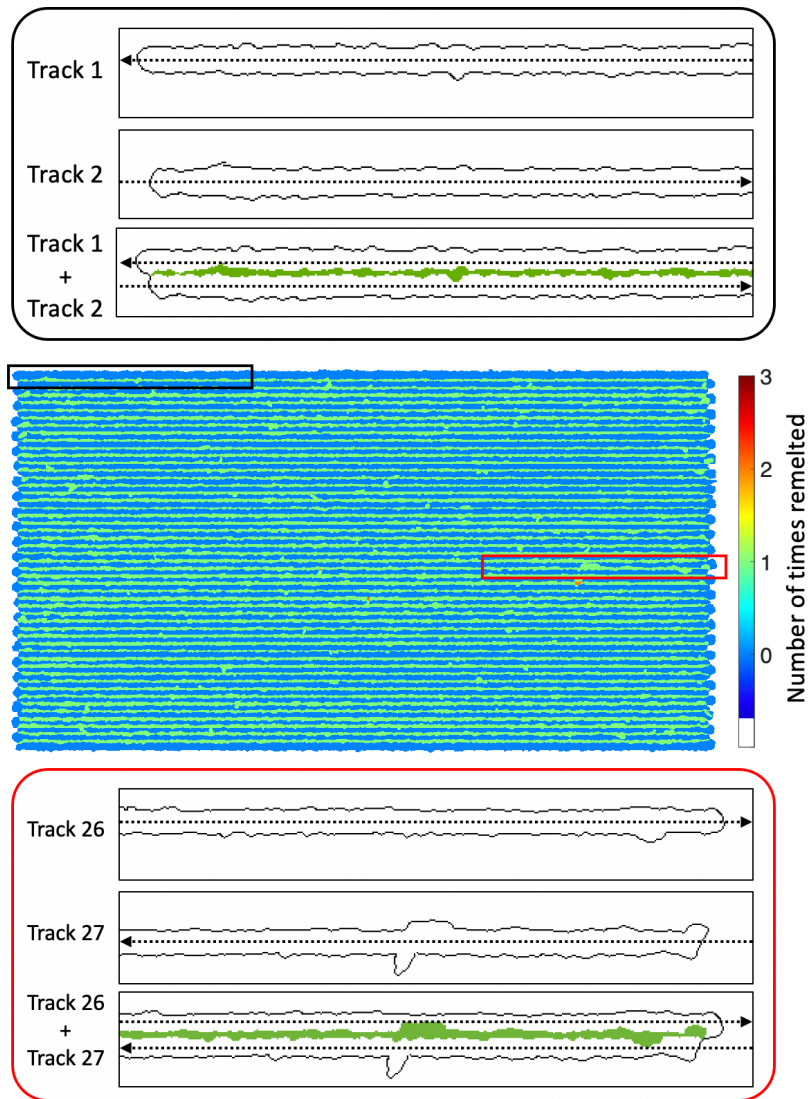 Track 1
Track 2
Track 1
+
Track 2
3
2
1
0
Number of times remelted
Track 26
Track 27
Track 26
+
Track 27